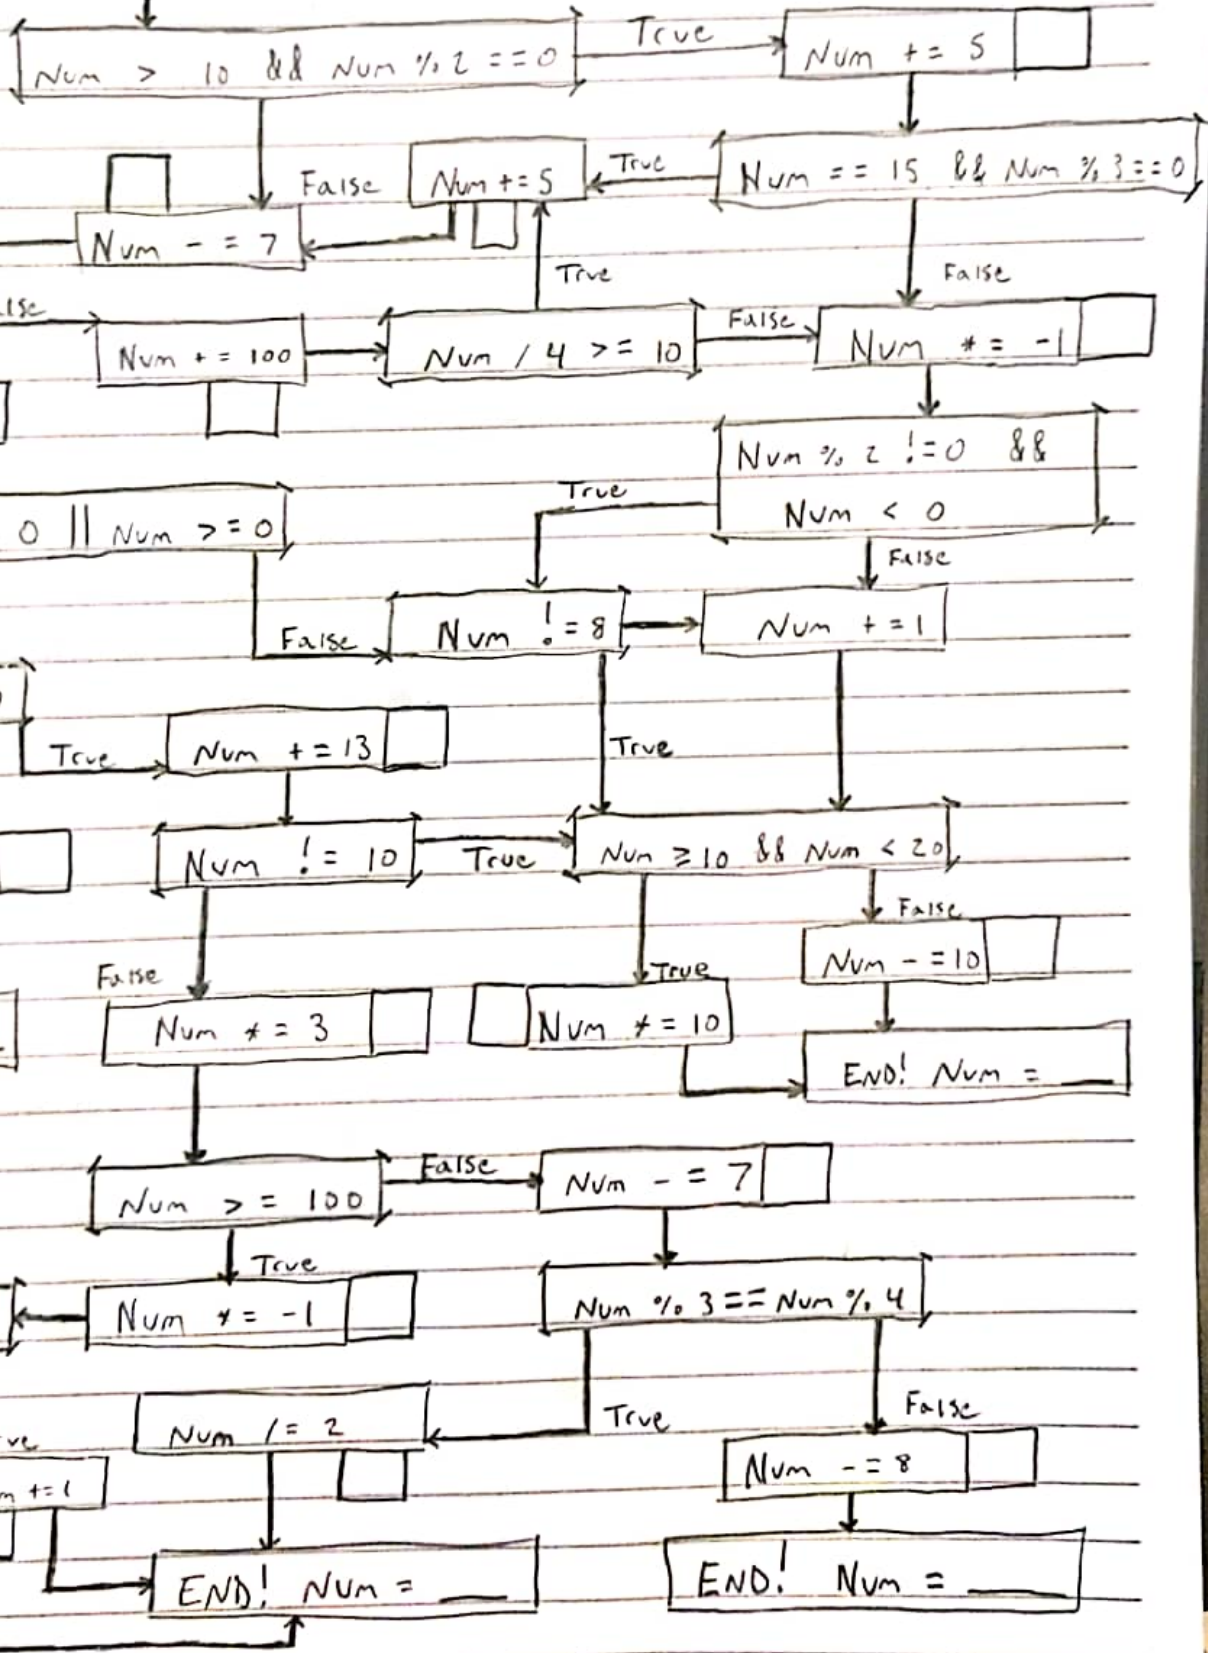 True
Num > 10 && Num % 2 == 0
Num += 5
False
Num += 5
True
Num == 15 && Num % 3 == 0
Num -= 7
True
False
lse
Num += 100
Num / 4 >= 10
False
Num *= -1
Num % 2 != 0 &&
Num < 0
True
0 || Num >= 0
False
False
Num != 8
Num += 1
True
Num += 13
True
Num != 10
True
Num ≥ 10 && Num < 20
False
Num -= 10
False
True
Num *= 3
Num *= 10
END! Num = ___
False
Num >= 100
Num -= 7
True
Num *= -1
Num % 3 == Num % 4
Num /= 2
True
False
ve
m += 1
Num -= 8
END! Num = ___
END! Num = ___